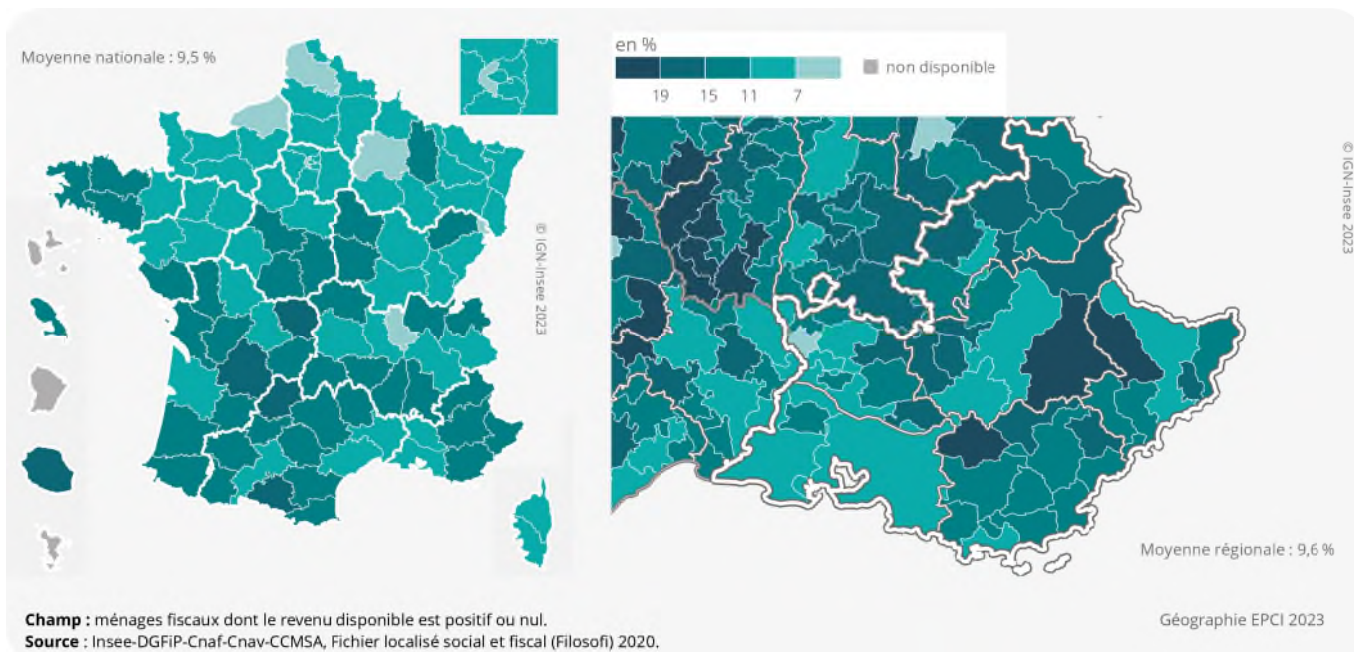 Moyenne nationale : 9,5 %
en %
19 15 11 7
non disponible
© IGN-Insee 2023
© IGN-Insee 2023
Moyenne régionale : 9,6 %
Champ : ménages fiscaux dont le revenu disponible est positif ou nul.
Géographie EPCI 2023
Source : Insee-DGFiP-Cnaf-Cnav-CCMSA, Fichier localisé social et fiscal (Filosofi) 2020.